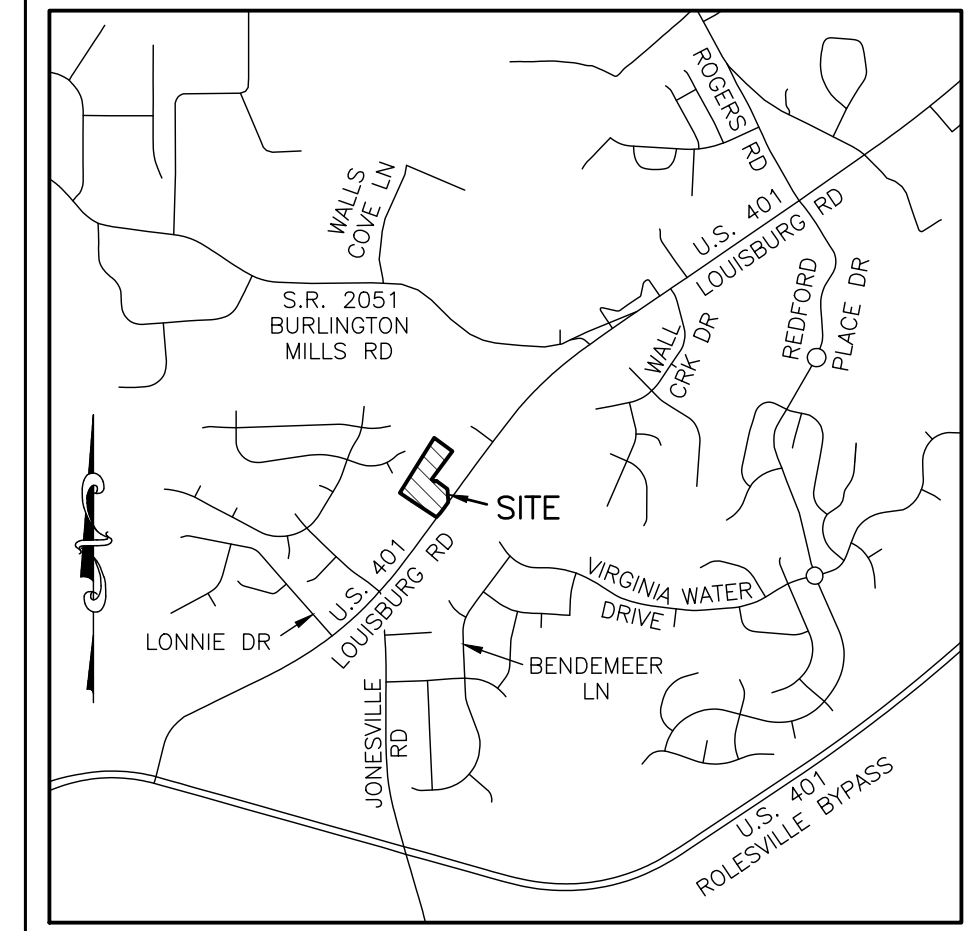 ROGERS RD
WALLS
COVE LN
U.S. 401
LOUISBURG RD
S.R. 2051
BURLINGTON
MILLS RD
REDFORD
PLACE DR
WALL
CRK DR
SITE
U.S. 401
LOUISBURG RD
VIRGINIA WATER
DRIVE
LONNIE DR
BENDEMEER
LN
JONESVILLE
RD
U.S. 401
ROLESVILLE BYPASS